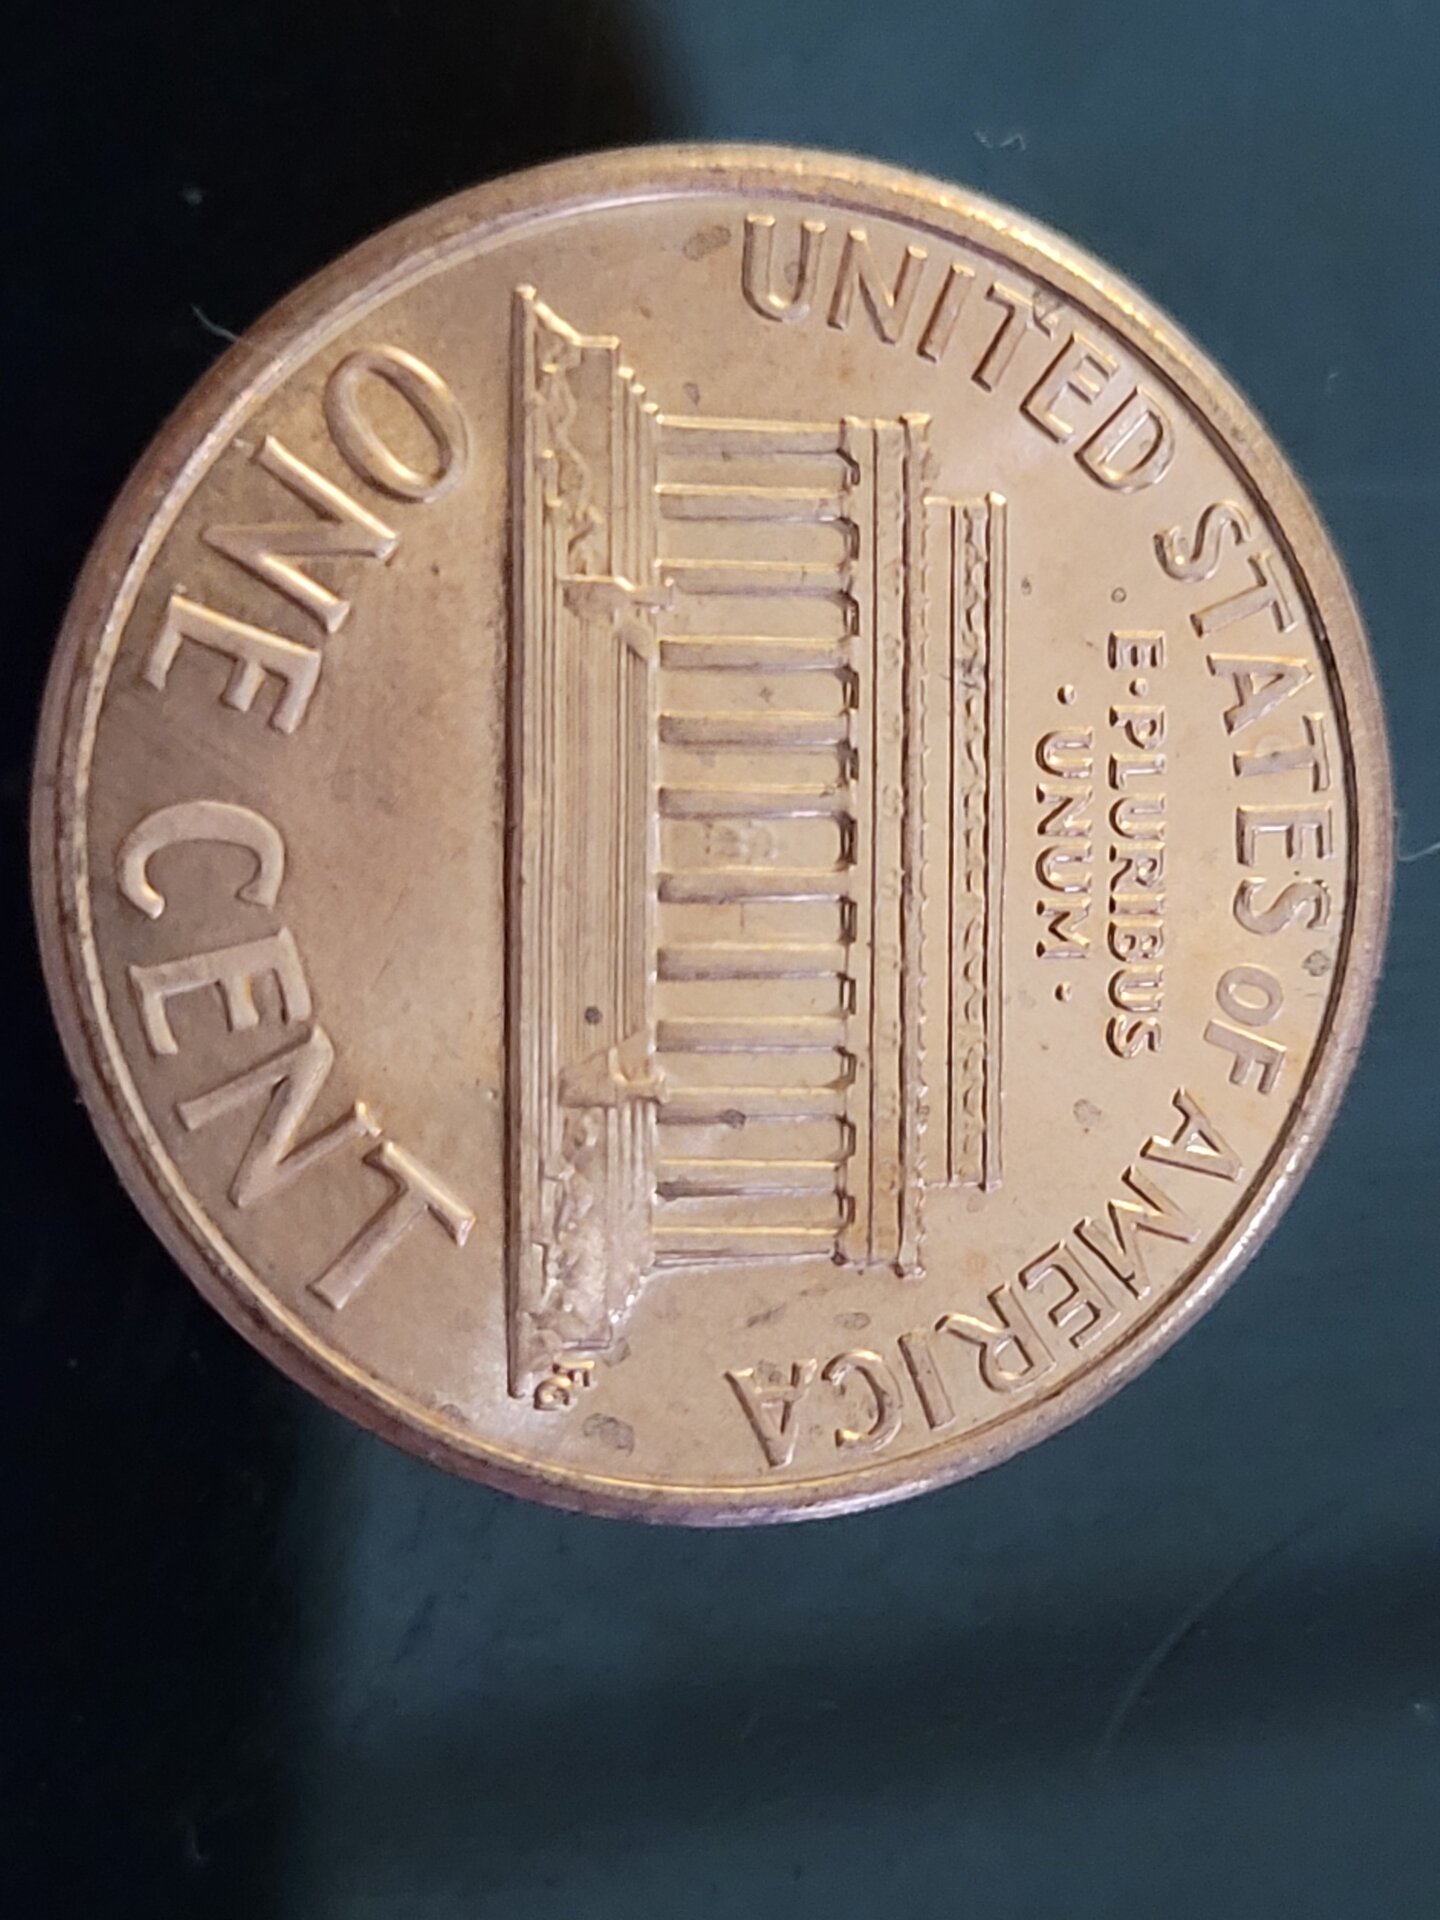 UNITED STATES OF AMERICA
E·PLURIBUS
·UNUM·
FG
ONE CENT